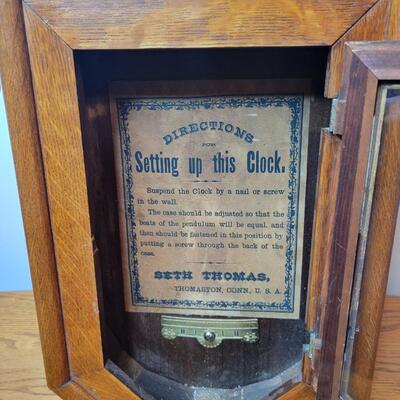 DIRECTIONS
FOR
Setting up this Clock.
Suspend the Clock by a nail or screw
in the wall.
The case should be adjusted so that the
beats of the pendulum will be equal, and
then should be fastened in this position by
putting a screw through the back of the
case.
SETH THOMAS,
THOMASTON, CONN., U. S. A.